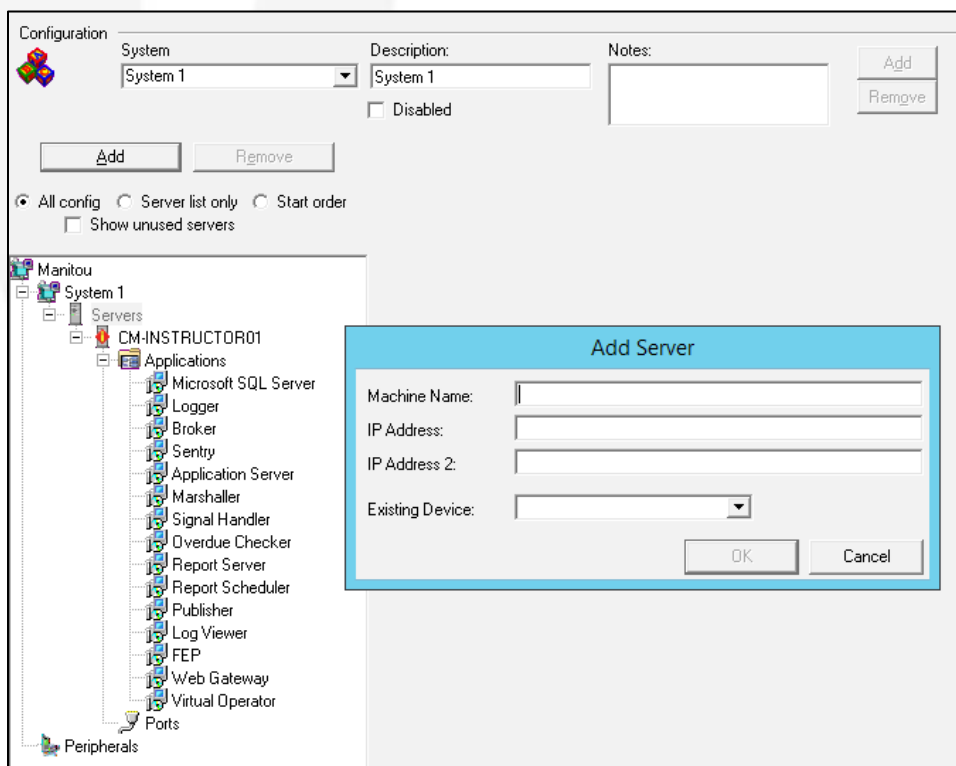 Configuration
System
Description:
Notes:
System 1
System 1
Add
Remove
Disabled
Add
Remove
All config
Server list only
Start order
Show unused servers
Manitou
System 1
Servers
CM-INSTRUCTOR01
Applications
Microsoft SQL Server
Logger
Broker
Sentry
Application Server
Marshaller
Signal Handler
Overdue Checker
Report Server
Report Scheduler
Publisher
Log Viewer
FEP
Web Gateway
Virtual Operator
Ports
Peripherals
Add Server
Machine Name:
IP Address:
IP Address 2:
Existing Device:
OK
Cancel